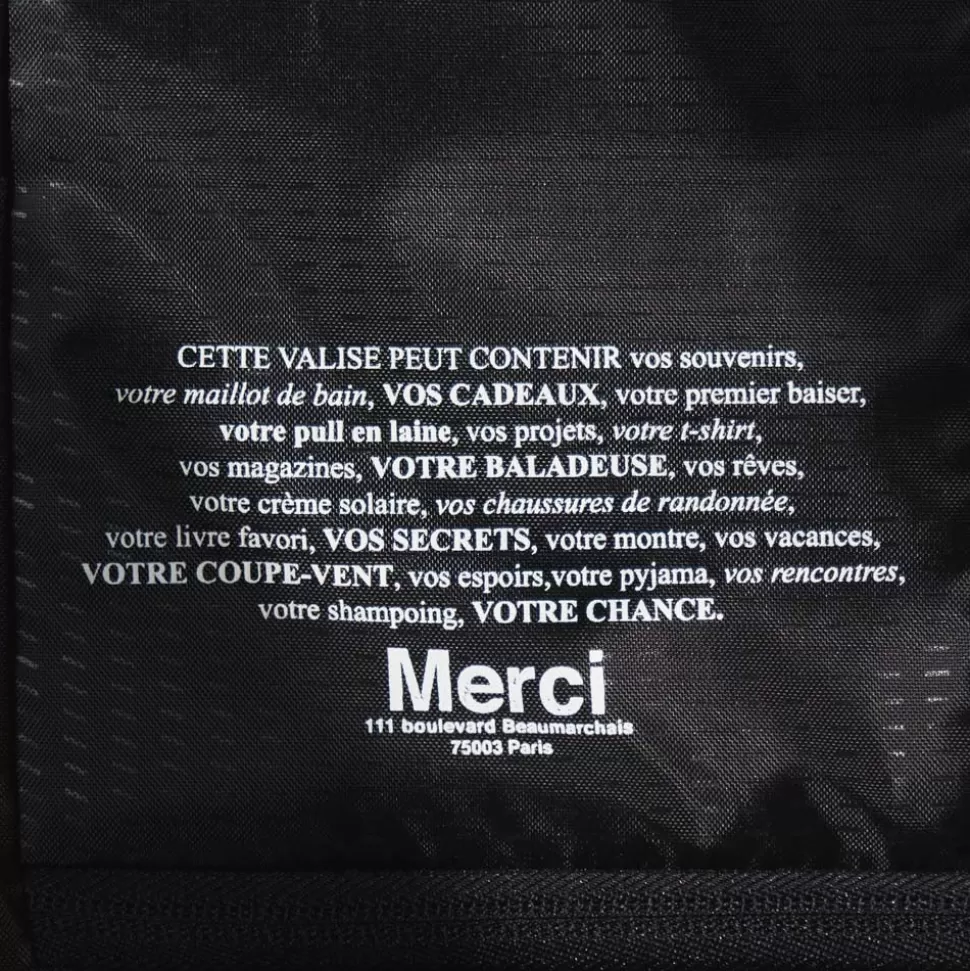 CETTE VALISE PEUT CONTENIR vos souvenirs,
votre maillot de bain, VOS CADEAUX, votre premier baiser,
votre pull en laine, vos projets, votre t-shirt,
vos magazines, VOTRE BALADEUSE, vos rêves,
votre crème solaire, vos chaussures de randonnée,
votre livre favori, VOS SECRETS, votre montre, vos vacances,
VOTRE COUPE-VENT, vos espoirs,votre pyjama, vos rencontres,
votre shampoing, VOTRE CHANCE.
Merci
111 boulevard Beaumarchais
75003 Paris